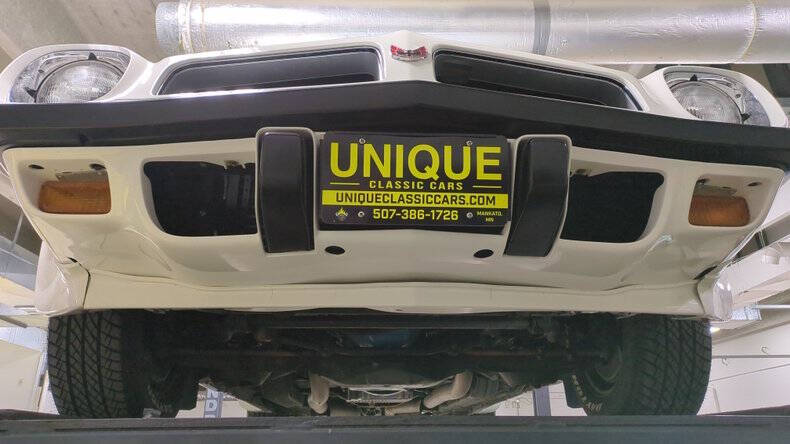 UNIQUE
CLASSIC CARS
UNIQUECLASSICCARS.COM
507-386-1726
MANKATO,
MN